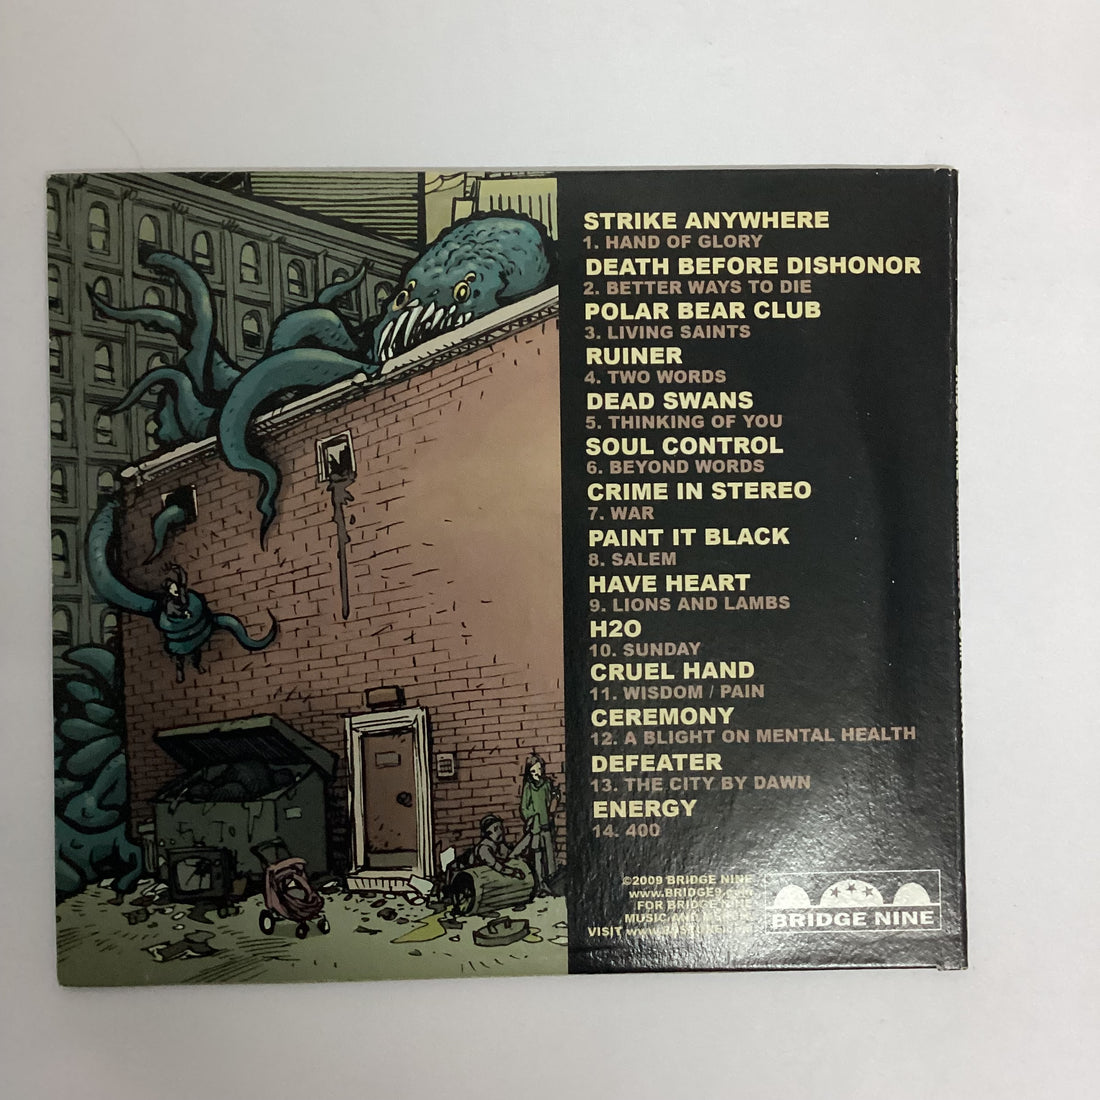 STRIKE ANYWHERE
1. HAND OF GLORY
DEATH BEFORE DISHONOR
2. BETTER WAYS TO DIE
POLAR BEAR CLUB
3. LIVING SAINTS
RUINER
4. TWO WORDS
DEAD SWANS
5. THINKING OF YOU
SOUL CONTROL
6. BEYOND WORDS
CRIME IN STEREO
7. WAR
PAINT IT BLACK
8. SALEM
HAVE HEART
9. LIONS AND LAMBS
H2O
10. SUNDAY
CRUEL HAND
11. WISDOM / PAIN
CEREMONY
12. A BLIGHT ON MENTAL HEALTH
DEFEATER
13. THE CITY BY DAWN
ENERGY
14. 400
©2009 BRIDGE NINE
www.BRIDGE9.com
FOR BRIDGE NINE
MUSIC AND
VISIT
BRIDGE NINE